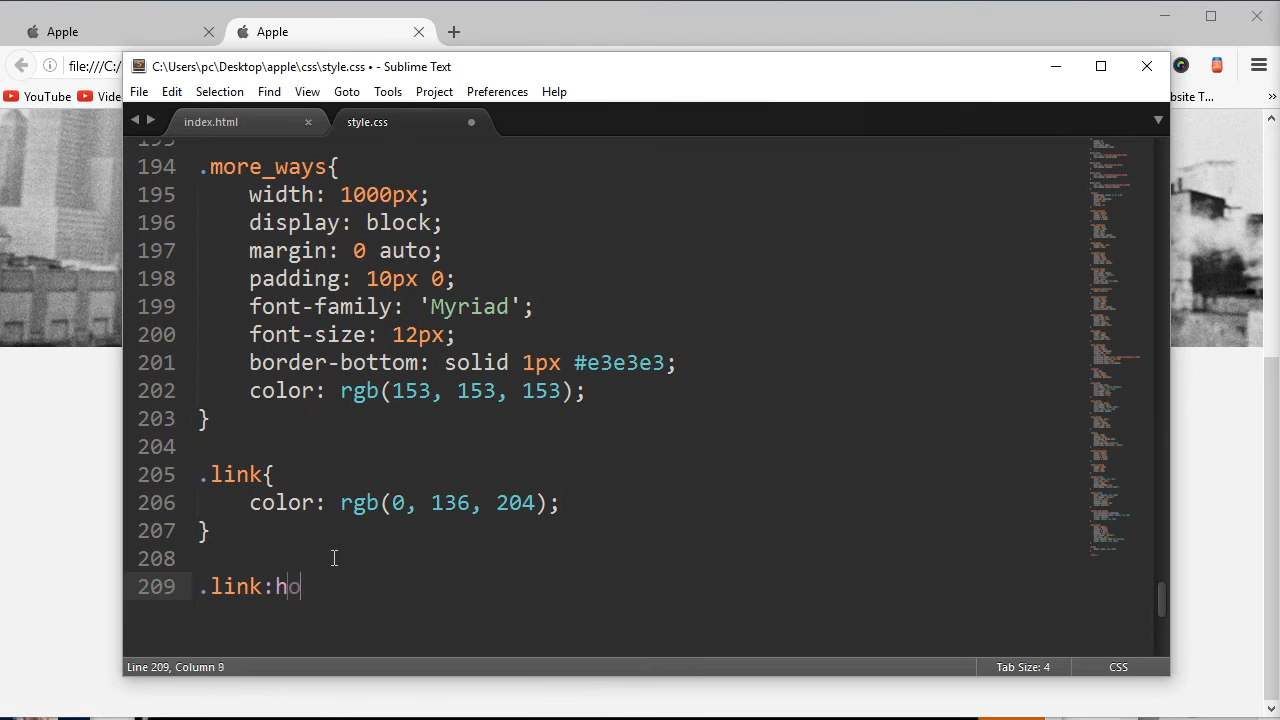 Apple
Apple
file:///C:/
YouTube
Vide
bsite T...
»
C:\Users\pc\Desktop\apple\css\style.css • - Sublime Text
File Edit Selection Find View Goto Tools Project Preferences Help
index.html
style.css
193
194 .more_ways{
195 width: 1000px;
196 display: block;
197 margin: 0 auto;
198 padding: 10px 0;
199 font-family: 'Myriad';
200 font-size: 12px;
201 border-bottom: solid 1px #e3e3e3;
202 color: rgb(153, 153, 153);
203 }
204
205 .link{
206 color: rgb(0, 136, 204);
207 }
208
209 .link:ho
Line 209, Column 9
Tab Size: 4
CSS